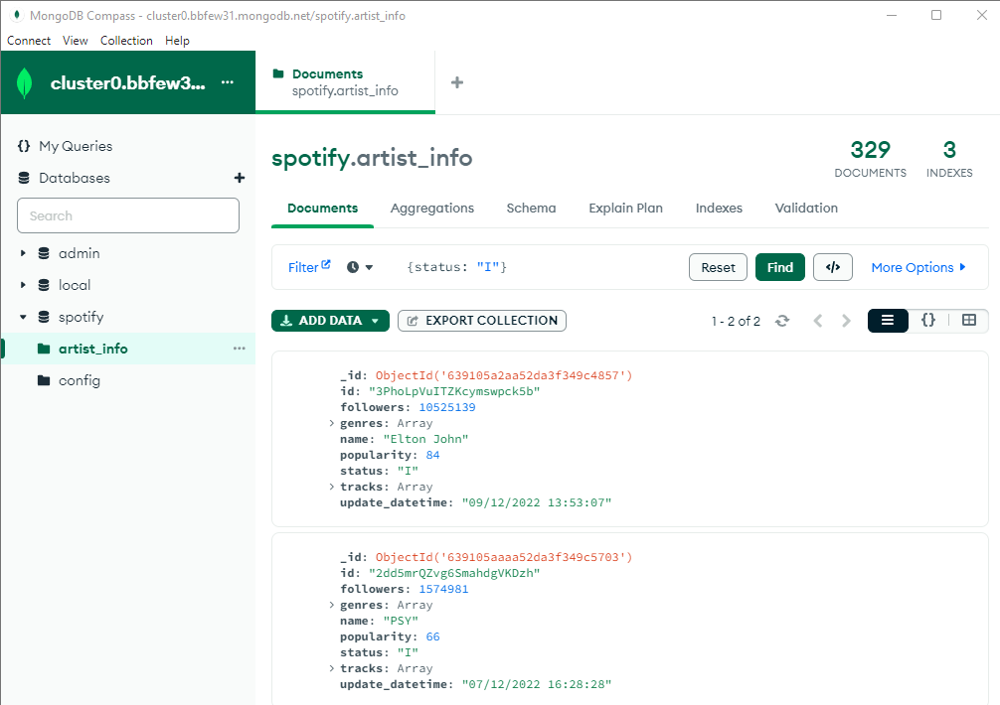 MongoDB Compass - cluster0.bbfew31.mongodb.net/spotify.artist_info
Connect View Collection Help
cluster0.bbfew3... ...
Documents
spotify.artist_info
+
{} My Queries
Databases +
Search
admin
local
spotify
artist_info ...
config
spotify.artist_info
329
DOCUMENTS
3
INDEXES
Documents Aggregations Schema Explain Plan Indexes Validation
Filter {status: "I"} Reset Find </> More Options
ADD DATA EXPORT COLLECTION 1 - 2 of 2 {}
_id: ObjectId('639105a2aa52da3f349c4857')
id: "3PhoLpVuITZKcymswpck5b"
followers: 10525139
> genres: Array
name: "Elton John"
popularity: 84
status: "I"
> tracks: Array
update_datetime: "09/12/2022 13:53:07"
_id: ObjectId('639105aaaa52da3f349c5703')
id: "2dd5mrQZvg6SmahdgVKDzh"
followers: 1574981
> genres: Array
name: "PSY"
popularity: 66
status: "I"
> tracks: Array
update_datetime: "07/12/2022 16:28:28"